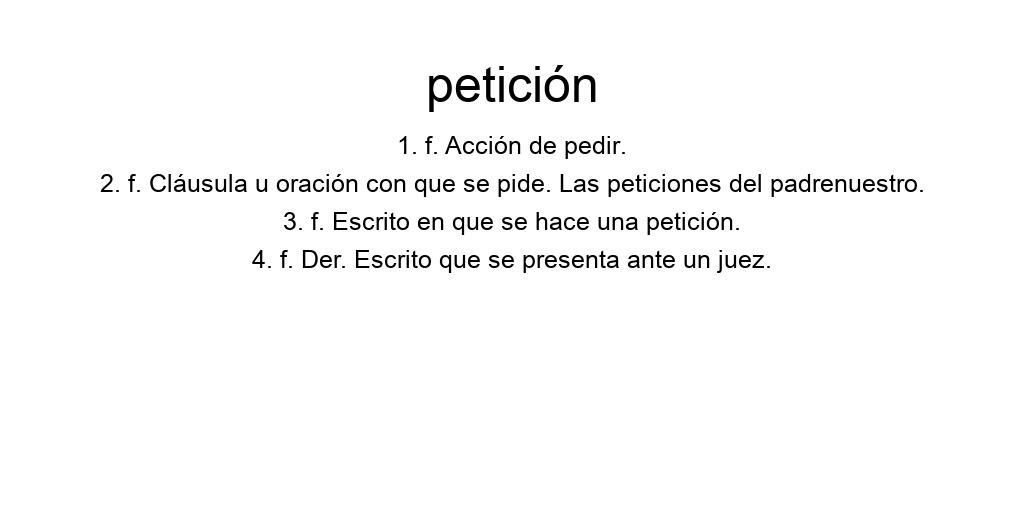 petición
1. f. Acción de pedir.
2. f. Cláusula u oración con que se pide. Las peticiones del padrenuestro.
3. f. Escrito en que se hace una petición.
4. f. Der. Escrito que se presenta ante un juez.